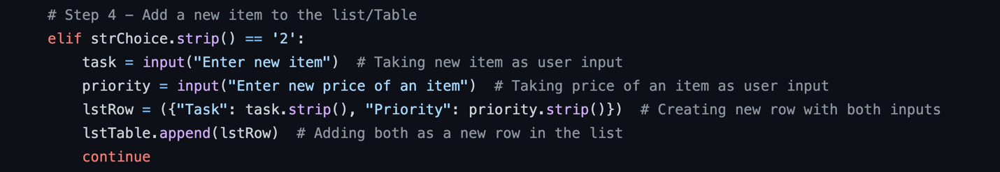 # Step 4 - Add a new item to the list/Table
elif strChoice.strip() == '2':
task = input("Enter new item")  # Taking new item as user input
priority = input("Enter new price of an item")  # Taking price of an item as user input
lstRow = ({"Task": task.strip(), "Priority": priority.strip()})  # Creating new row with both inputs
lstTable.append(lstRow)  # Adding both as a new row in the list
continue